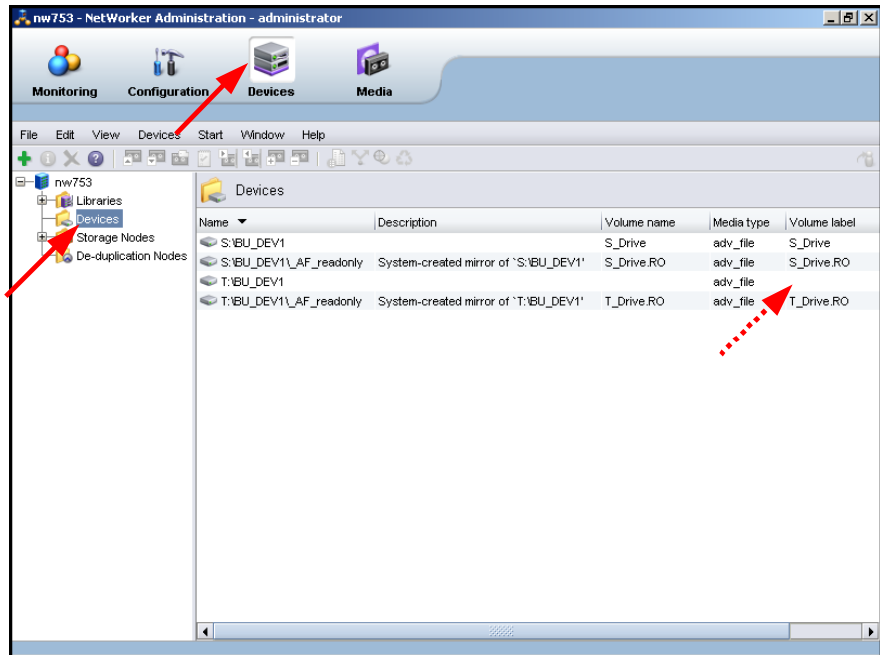 nw753 - NetWorker Administration - administrator
Monitoring Configuration Devices Media
File Edit View Devices Start Window Help
nw753
Libraries
Devices
Storage Nodes
De-duplication Nodes
Devices
Name Description Volume name Media type Volume label
S:\BU_DEV1 S_Drive adv_file S_Drive
S:\BU_DEV1\_AF_readonly System-created mirror of `S:\BU_DEV1' S_Drive.RO adv_file S_Drive.RO
T:\BU_DEV1 adv_file
T:\BU_DEV1\_AF_readonly System-created mirror of `T:\BU_DEV1' T_Drive.RO adv_file T_Drive.RO